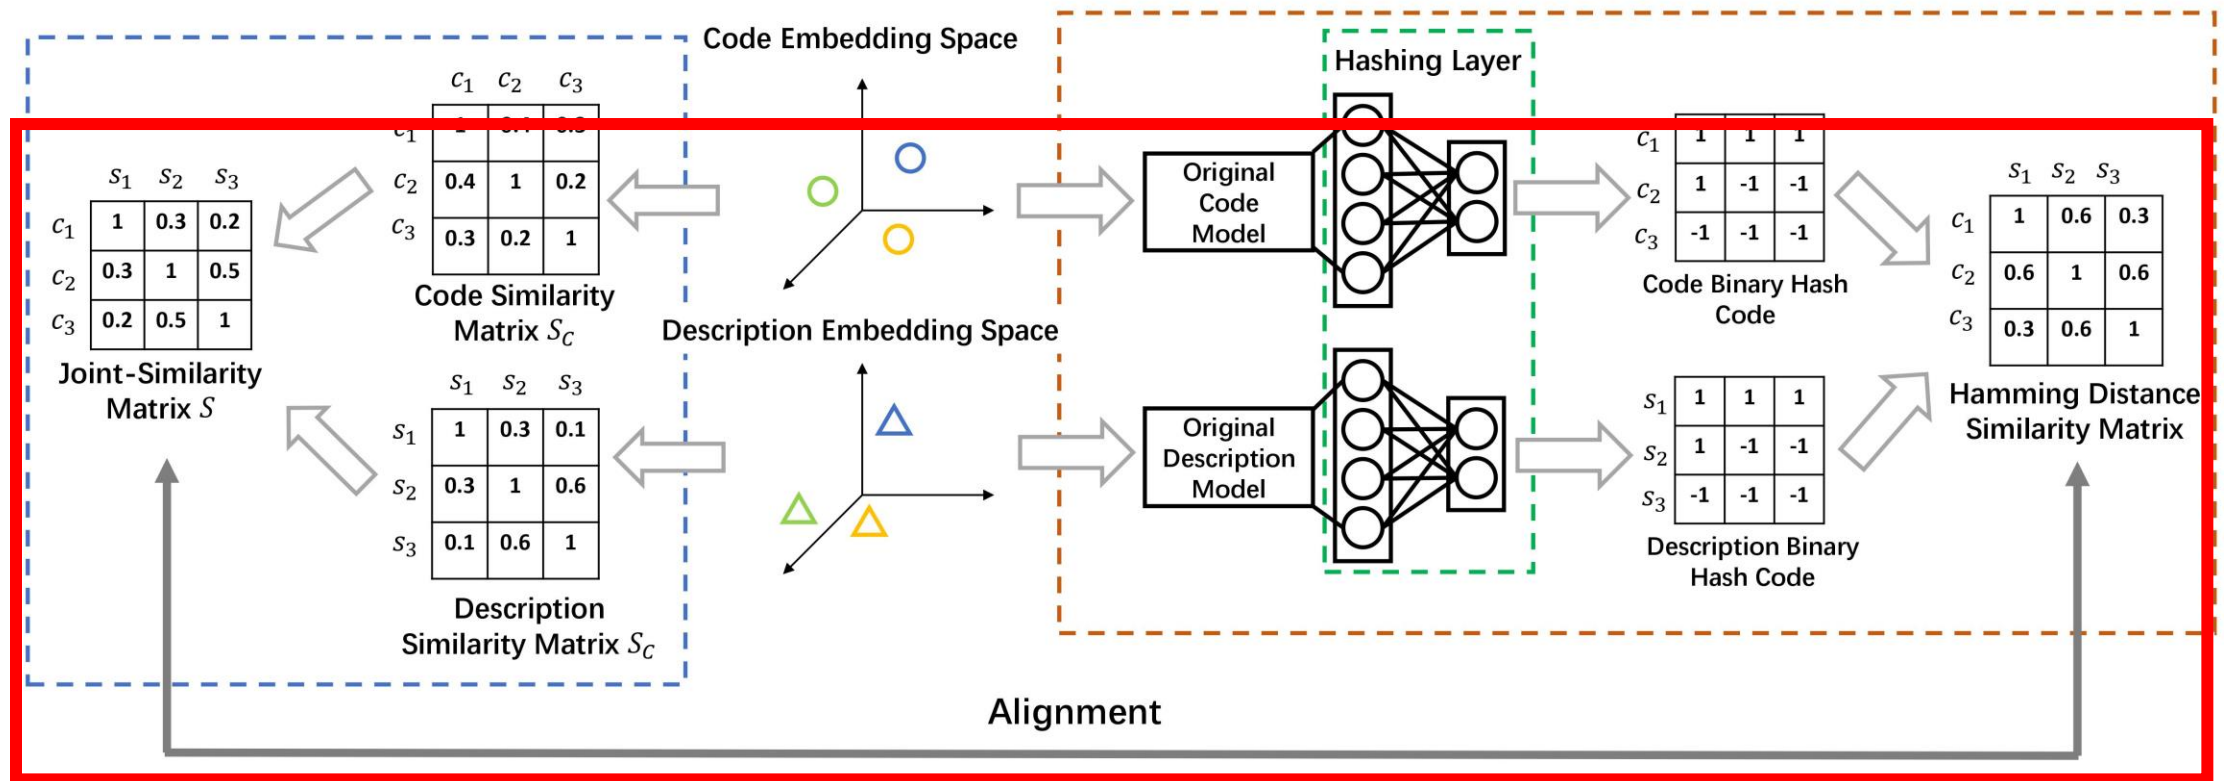 Code Embedding Space
Hashing Layer
c1 c2 c3
c1
c2 0.4 1 0.2
c3 0.3 0.2 1
Code Similarity
Matrix SC
s1 s2 s3
c1 1 0.3 0.2
c2 0.3 1 0.5
c3 0.2 0.5 1
Joint-Similarity
Matrix S
s1 s2 s3
s1 1 0.3 0.1
s2 0.3 1 0.6
s3 0.1 0.6 1
Description
Similarity Matrix SC
Description Embedding Space
Original
Code
Model
Original
Description
Model
c1 1 1 1
c2 1 -1 -1
c3 -1 -1 -1
Code Binary Hash
Code
s1 1 1 1
s2 1 -1 -1
s3 -1 -1 -1
Description Binary
Hash Code
s1 s2 s3
c1 1 0.6 0.3
c2 0.6 1 0.6
c3 0.3 0.6 1
Hamming Distance
Similarity Matrix
Alignment